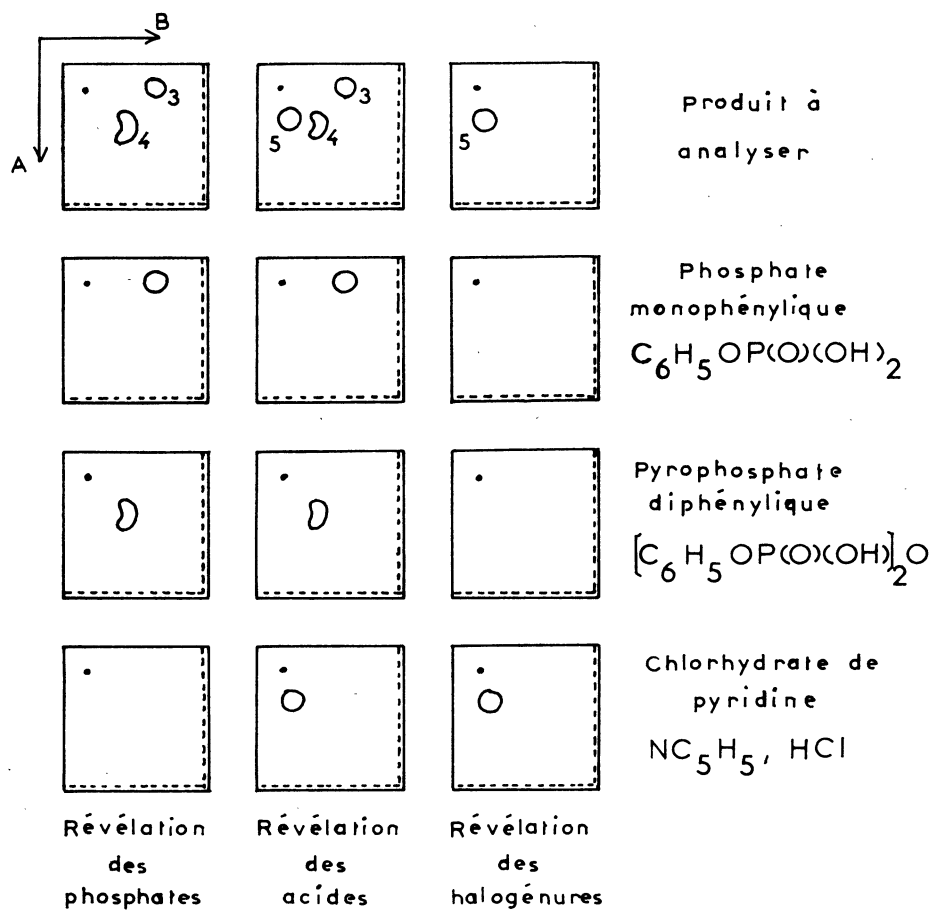 B
A
3
4
3
5
4
5
Produit à
analyser
Phosphate
monophénylique
C6H5OP(O)(OH)2
Pyrophosphate
diphénylique
[C6H5OP(O)(OH)]2O
Chlorhydrate de
pyridine
NC5H5, HCl
Révélation
des
phosphates
Révélation
des
acides
Révélation
des
halogénures